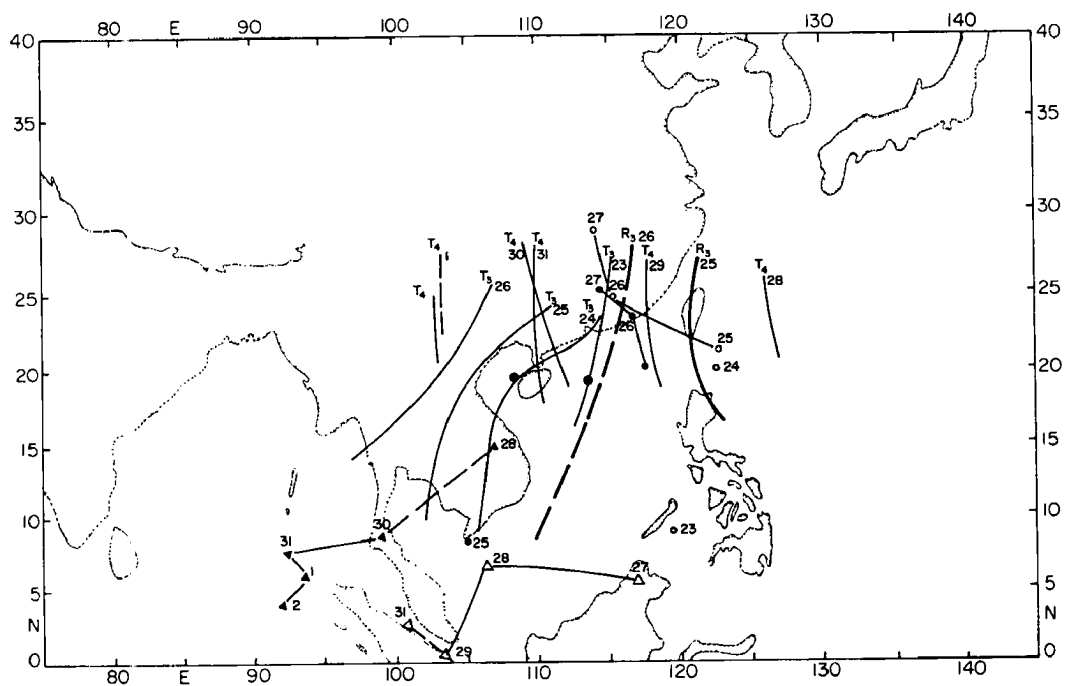 80 E 90 100 110 120 130 140
40 40
35 35
30 30
27 R₃ 26
T₄ 1 T₄ 30 T₄ 31 T₃ 23 T₄ 29 R₃ 25
T₃ 26 T₄ 28
T₄ 27 26
25 T₃ 25 T₃ 24 25
26 25
24
20 20
15 28 15
10 30 23 10
31 25 28
1 27
5 2 5
N 31 N
29
0 0
80 E 90 100 110 120 130 140